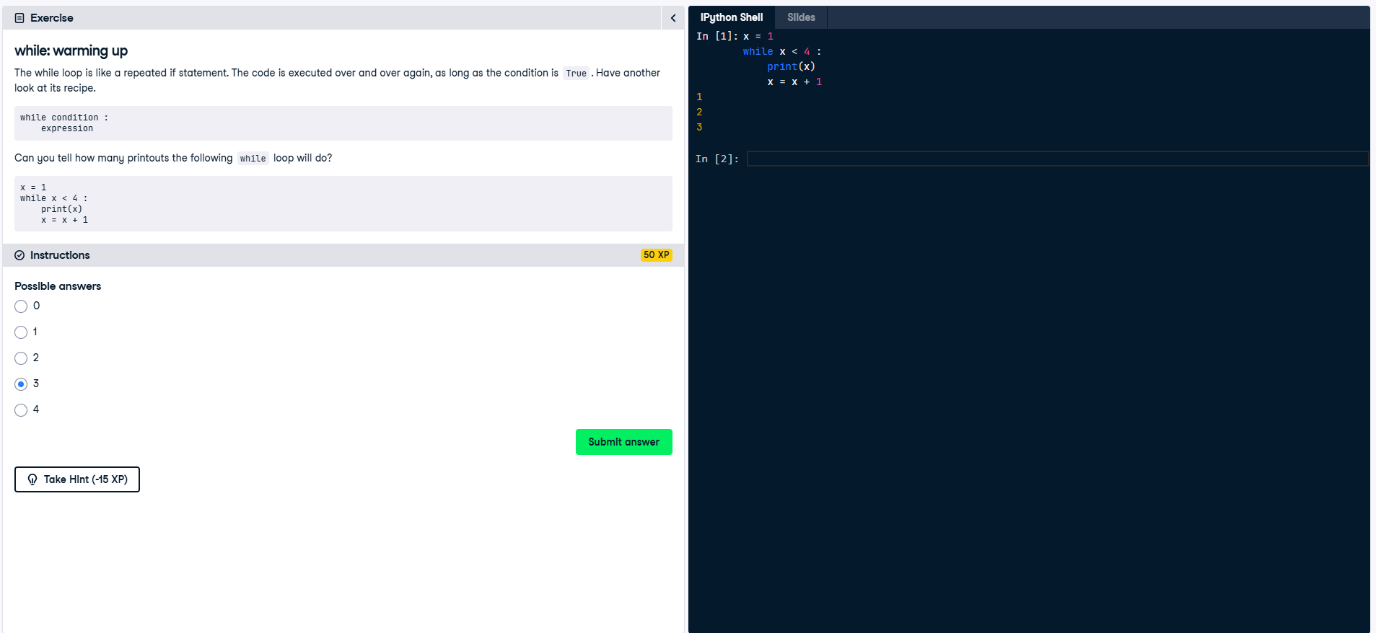 Exercise
while: warming up
The while loop is like a repeated if statement. The code is executed over and over again, as long as the condition is True . Have another
look at its recipe.
while condition :
    expression
Can you tell how many printouts the following while loop will do?
x = 1
while x < 4 :
    print(x)
    x = x + 1
Instructions
50 XP
Possible answers
0
1
2
3
4
Submit answer
Take Hint (-15 XP)
IPython Shell
Slides
In [1]: x = 1
while x < 4 :
    print(x)
    x = x + 1
1
2
3
In [2]: